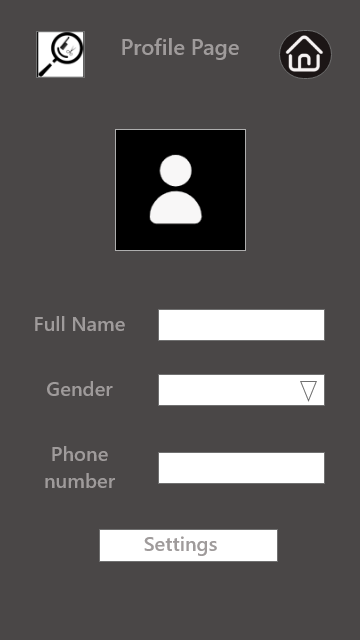 Profile Page
Full Name
Gender
Phone
number
Settings